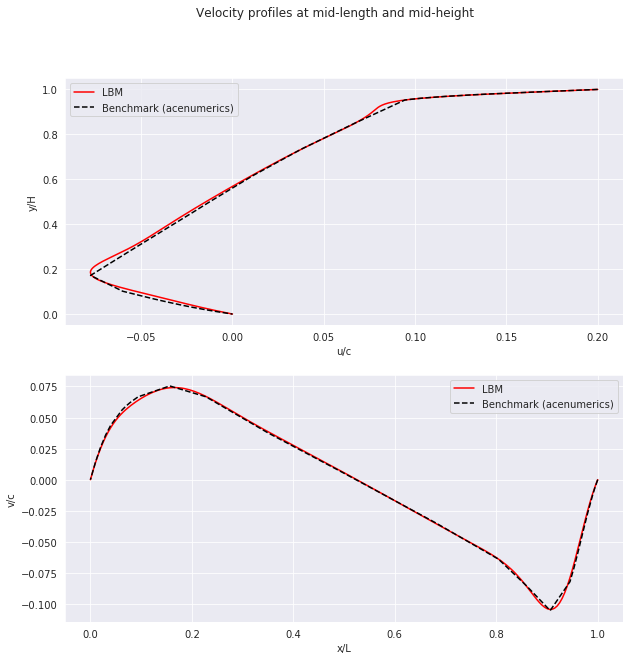 Velocity profiles at mid-length and mid-height
1.0
0.8
0.6
0.4
0.2
0.0
y/H
LBM
Benchmark (acenumerics)
−0.05 0.00 0.05 0.10 0.15 0.20
u/c
0.075
0.050
0.025
0.000
−0.025
−0.050
−0.075
−0.100
v/c
LBM
Benchmark (acenumerics)
0.0 0.2 0.4 0.6 0.8 1.0
x/L